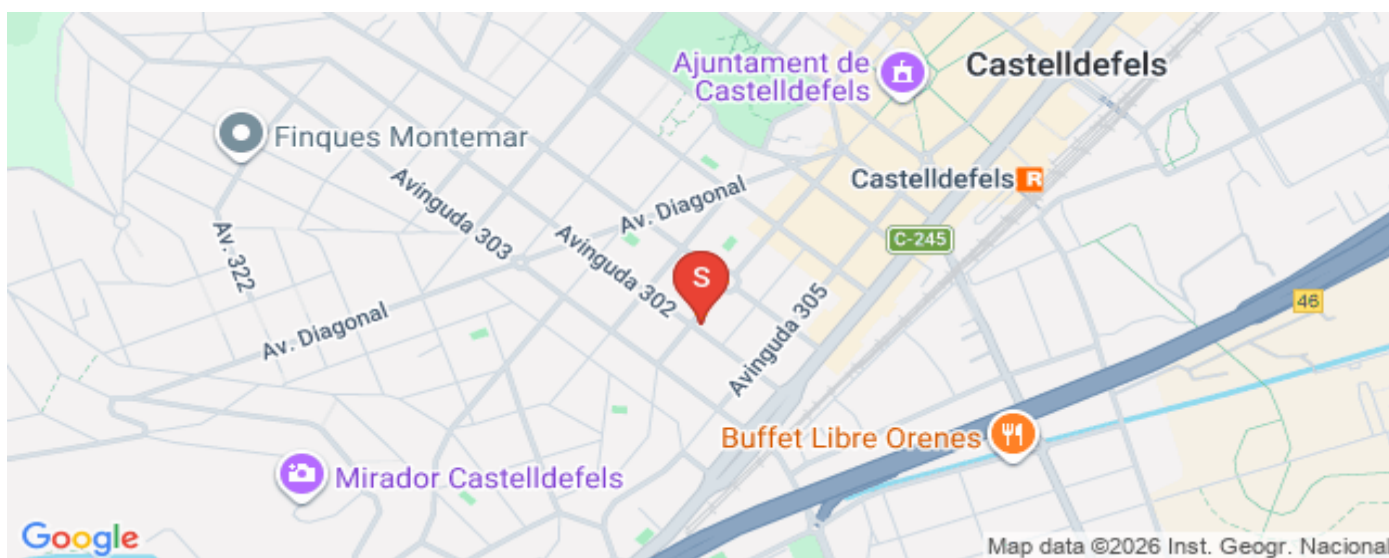 Ajuntament de
Castelldefels
Castelldefels
Finques Montemar
Castelldefels R
Avinguda 303
Av. Diagonal
Avinguda 302
Av. 322
S
C-245
Avinguda 305
46
Av. Diagonal
Buffet Libre Orenes
Mirador Castelldefels
Google
Map data ©2026 Inst. Geogr. Nacional